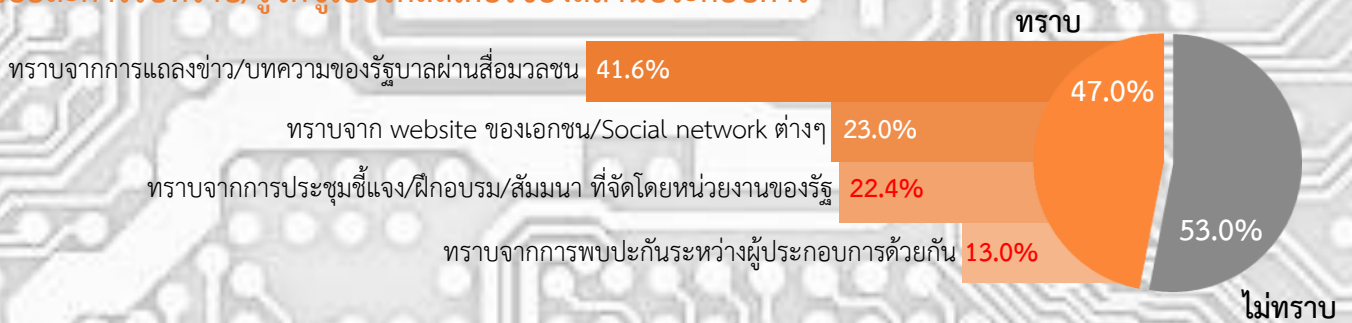 ทราบ
ทราบจากการแถลงข่าว/บทความของรัฐบาลผ่านสื่อมวลชน 41.6%
47.0%
ทราบจาก website ของเอกชน/Social network ต่างๆ 23.0%
ทราบจากการประชุมชี้แจง/ฝึกอบรม/สัมมนา ที่จัดโดยหน่วยงานของรัฐ 22.4%
53.0%
ทราบจากการพบปะกันระหว่างผู้ประกอบการด้วยกัน 13.0%
ไม่ทราบ